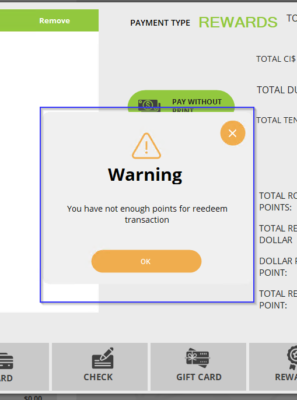 Remove
PAYMENT TYPE REWARDS TO
TOTAL CI$
PAY WITHOUT
PRINT
TOTAL DU
TOTAL TEN
Warning
You have not enough points for reedeem
transaction
OK
TOTAL RO
POINTS:
TOTAL RE
DOLLAR
DOLLAR P
POINT:
TOTAL RE
POINT:
ARD CHECK GIFT CARD REWA
$0.00